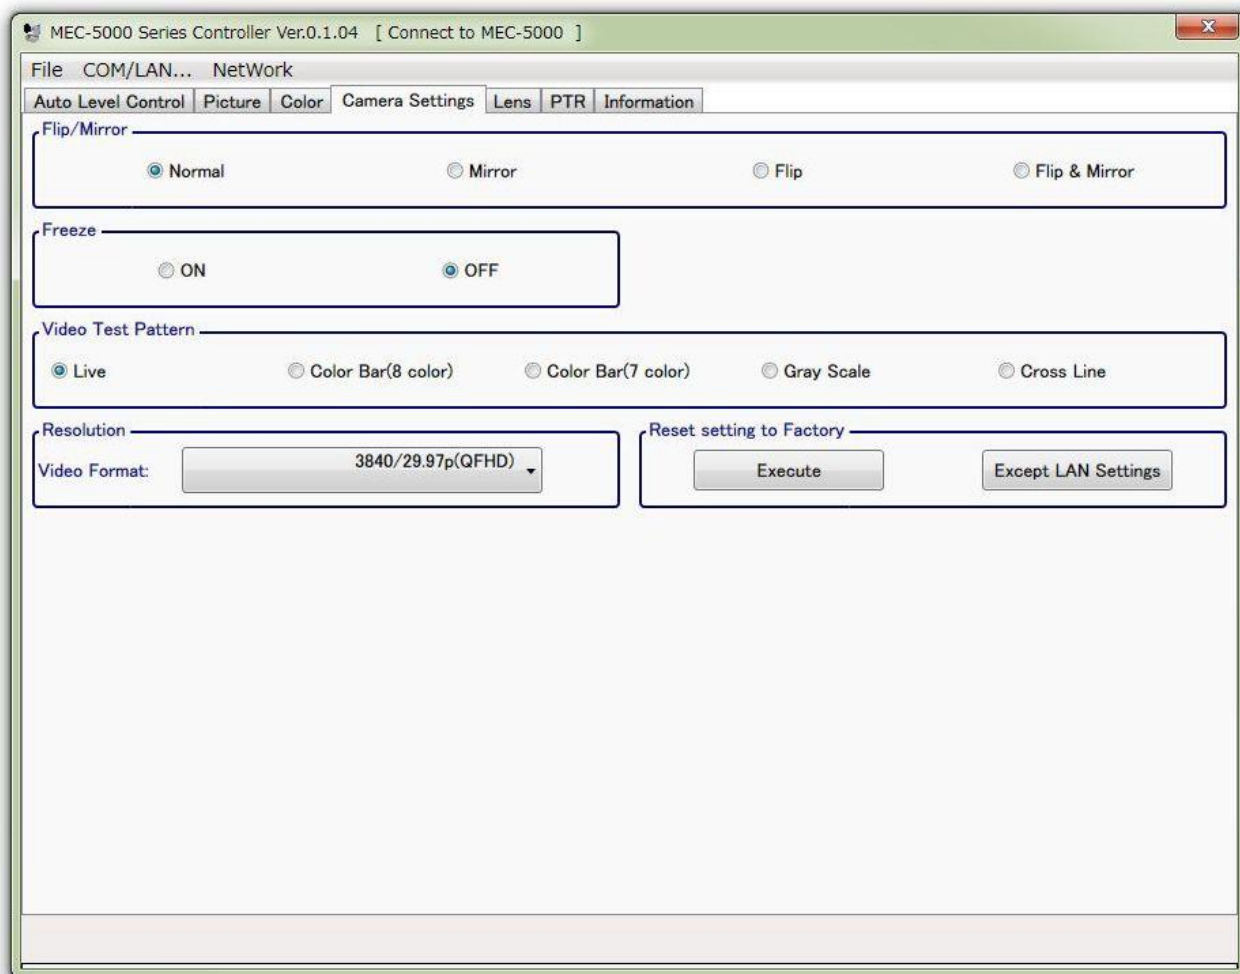 MEC-5000 Series Controller Ver.0.1.04 [ Connect to MEC-5000 ]
File COM/LAN... NetWork
Auto Level Control Picture Color Camera Settings Lens PTR Information
Flip/Mirror
Normal Mirror Flip Flip & Mirror
Freeze
ON OFF
Video Test Pattern
Live Color Bar(8 color) Color Bar(7 color) Gray Scale Cross Line
Resolution Reset setting to Factory
Video Format: 3840/29.97p(QFHD) Execute Except LAN Settings